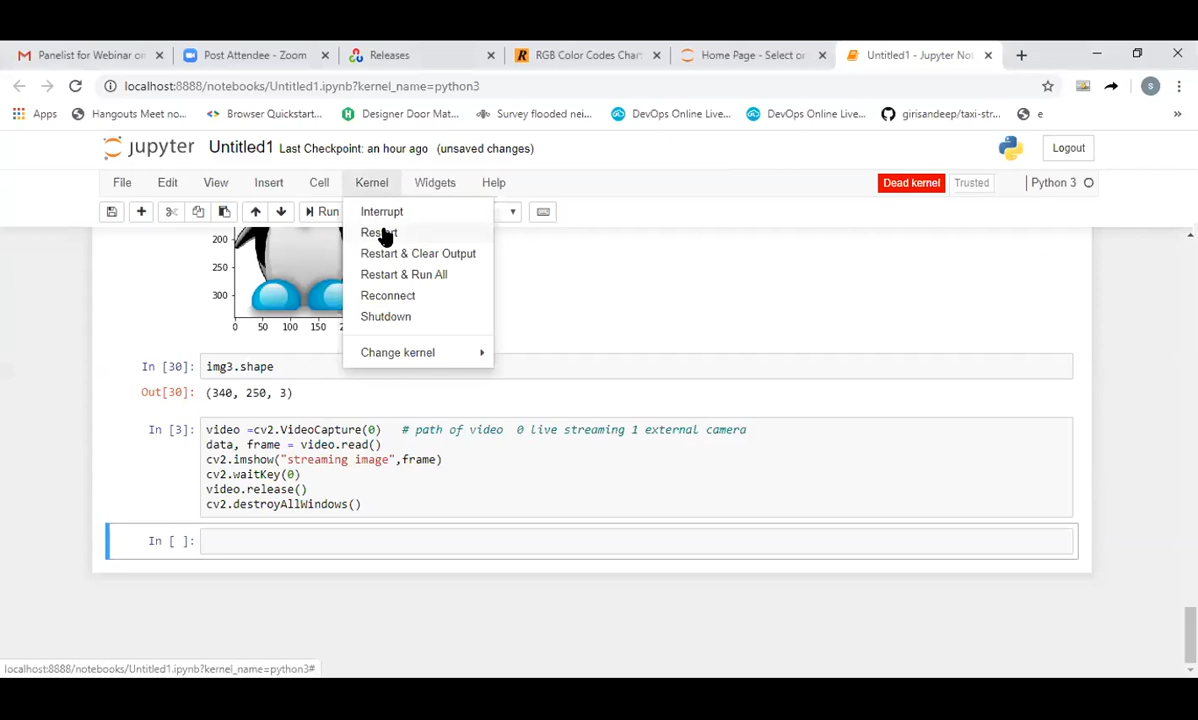 Panelist for Webinar on
Post Attendee - Zoom
Releases
RGB Color Codes Chart
Home Page - Select or
Untitled1 - Jupyter Not
localhost:8888/notebooks/Untitled1.ipynb?kernel_name=python3
S
Apps
Hangouts Meet no...
Browser Quickstart...
Designer Door Mat...
Survey flooded nei...
DevOps Online Live...
DevOps Online Live...
girisandeep/taxi-str...
e
jupyter Untitled1 Last Checkpoint: an hour ago (unsaved changes)
Logout
File Edit View Insert Cell Kernel Widgets Help
Dead kernel Trusted Python 3
Run
Interrupt
Restart
Restart & Clear Output
Restart & Run All
Reconnect
Shutdown
Change kernel
200
250
300
0 50 100 150
In [30]: img3.shape
Out[30]: (340, 250, 3)
In [3]: video =cv2.VideoCapture(0) # path of video 0 live streaming 1 external camera
data, frame = video.read()
cv2.imshow("streaming image",frame)
cv2.waitKey(0)
video.release()
cv2.destroyAllWindows()
In [ ]:
localhost:8888/notebooks/Untitled1.ipynb?kernel_name=python3#